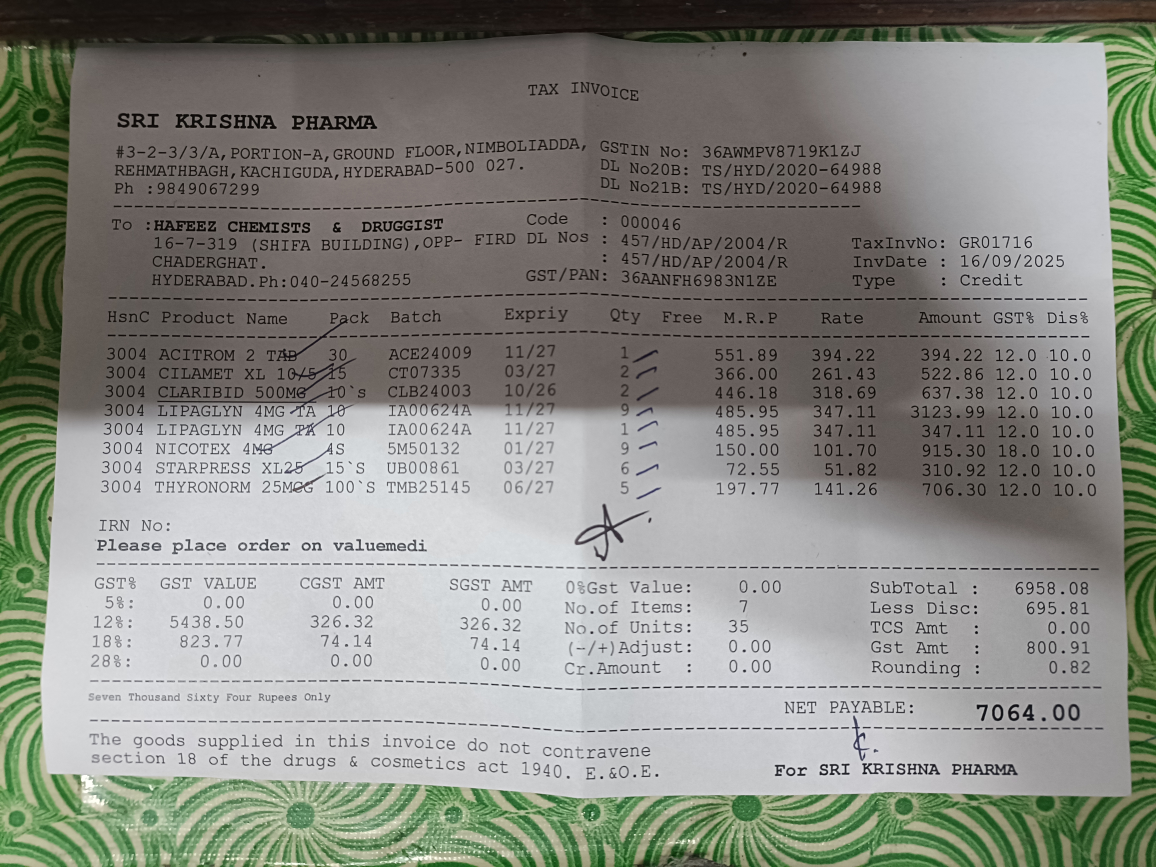 TAX INVOICE
SRI KRISHNA PHARMA
#3-2-3/3/A,PORTION-A,GROUND FLOOR,NIMBOLIADDA, GSTIN No: 36AWMPV8719K1ZJ
REHMATHBAGH,KACHIGUDA,HYDERABAD-500 027. DL No20B: TS/HYD/2020-64988
Ph :9849067299 DL No21B: TS/HYD/2020-64988
To :HAFEEZ CHEMISTS & DRUGGIST Code : 000046
16-7-319 (SHIFA BUILDING),OPP- FIRD DL Nos : 457/HD/AP/2004/R TaxInvNo: GR01716
CHADERGHAT. : 457/HD/AP/2004/R InvDate : 16/09/2025
HYDERABAD.Ph:040-24568255 GST/PAN: 36AANFH6983N1ZE Type : Credit
HsnC Product Name Pack Batch Expriy Qty Free M.R.P Rate Amount GST% Dis%
3004 ACITROM 2 TAB 30 ACE24009 11/27 1 551.89 394.22 394.22 12.0 10.0
3004 CILAMET XL 10/5 15 CT07335 03/27 2 366.00 261.43 522.86 12.0 10.0
3004 CLARIBID 500MG 10`s CLB24003 10/26 2 446.18 318.69 637.38 12.0 10.0
3004 LIPAGLYN 4MG TA 10 IA00624A 11/27 9 485.95 347.11 3123.99 12.0 10.0
3004 LIPAGLYN 4MG TA 10 IA00624A 11/27 1 485.95 347.11 347.11 12.0 10.0
3004 NICOTEX 4MG 4S 5M50132 01/27 9 150.00 101.70 915.30 18.0 10.0
3004 STARPRESS XL25 15`S UB00861 03/27 6 72.55 51.82 310.92 12.0 10.0
3004 THYRONORM 25MCG 100`S TMB25145 06/27 5 197.77 141.26 706.30 12.0 10.0
IRN No:
Please place order on valuemedi
GST% GST VALUE CGST AMT SGST AMT 0%Gst Value: 0.00 SubTotal : 6958.08
5%: 0.00 0.00 0.00 No.of Items: 7 Less Disc: 695.81
12%: 5438.50 326.32 326.32 No.of Units: 35 TCS Amt : 0.00
18%: 823.77 74.14 74.14 (-/+)Adjust: 0.00 Gst Amt : 800.91
28%: 0.00 0.00 0.00 Cr.Amount : 0.00 Rounding : 0.82
Seven Thousand Sixty Four Rupees Only
NET PAYABLE: 7064.00
The goods supplied in this invoice do not contravene
section 18 of the drugs & cosmetics act 1940. E.&O.E.
For SRI KRISHNA PHARMA